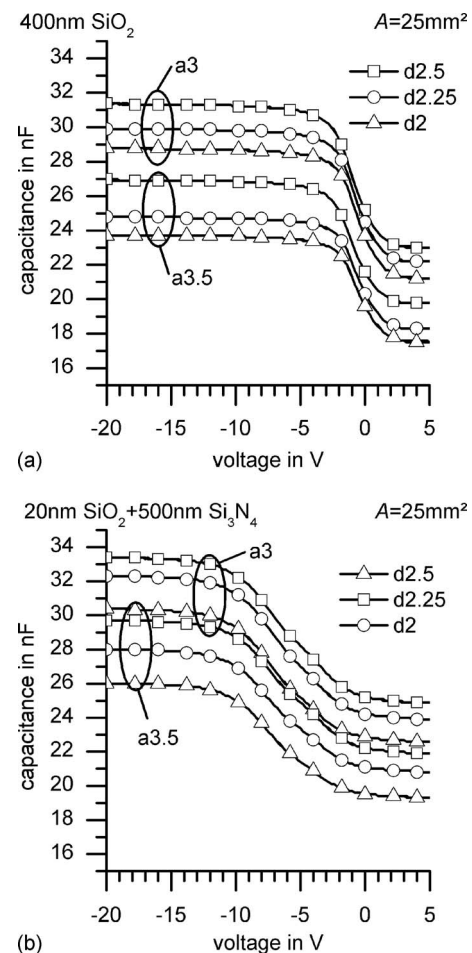 400nm SiO₂
A=25mm²
a3
d2.5
d2.25
d2
a3.5
34
32
30
28
26
24
22
20
18
16
capacitance in nF
-20 -15 -10 -5 0 5
(a) voltage in V
20nm SiO₂+500nm Si₃N₄
A=25mm²
a3
d2.5
d2.25
d2
a3.5
34
32
30
28
26
24
22
20
18
16
capacitance in nF
-20 -15 -10 -5 0 5
(b) voltage in V